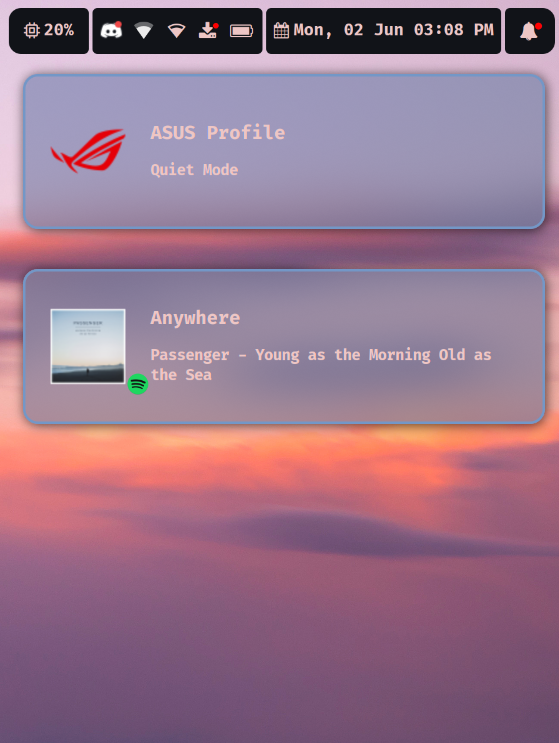 20% Mon, 02 Jun 03:08 PM
ASUS Profile
Quiet Mode
Anywhere
Passenger - Young as the Morning Old as
the Sea